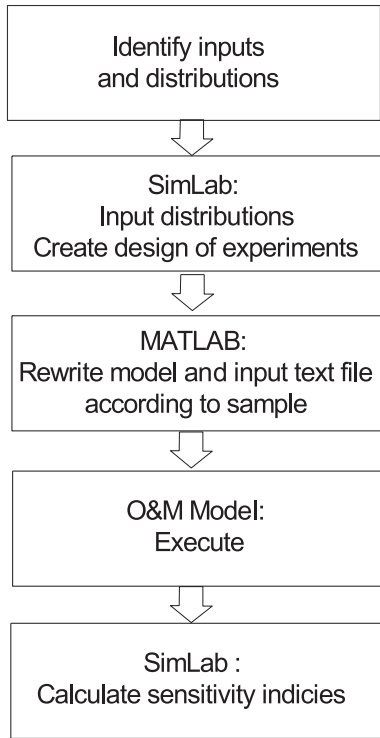 Identify inputs
and distributions
SimLab:
Input distributions
Create design of experiments
MATLAB:
Rewrite model and input text file
according to sample
O&M Model:
Execute
SimLab :
Calculate sensitivity indicies